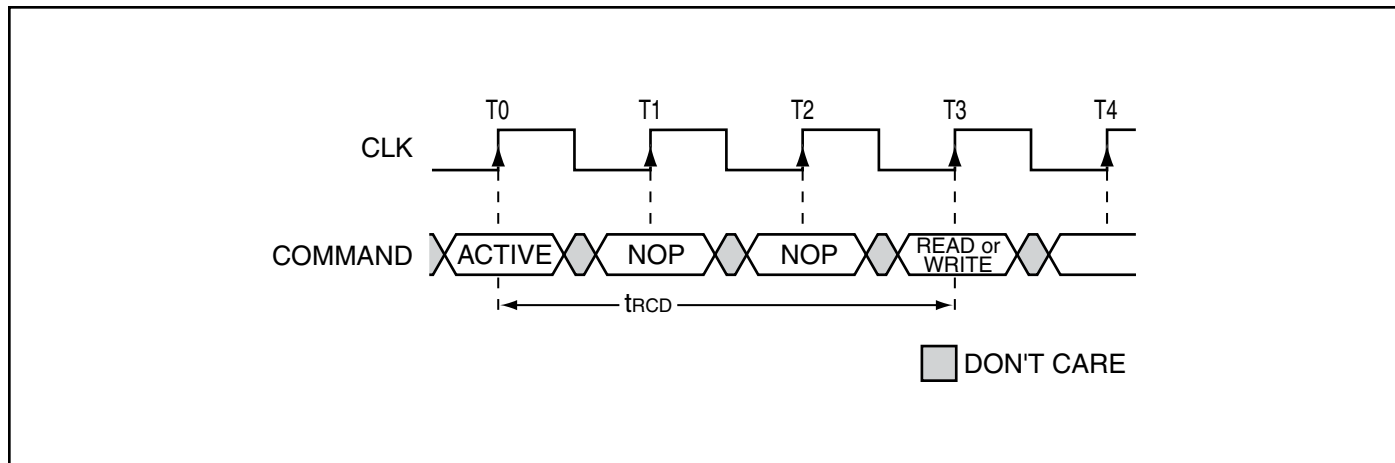 T0 T1 T2 T3 T4
CLK
COMMAND ACTIVE NOP NOP READ or
WRITE
tRCD
DON'T CARE